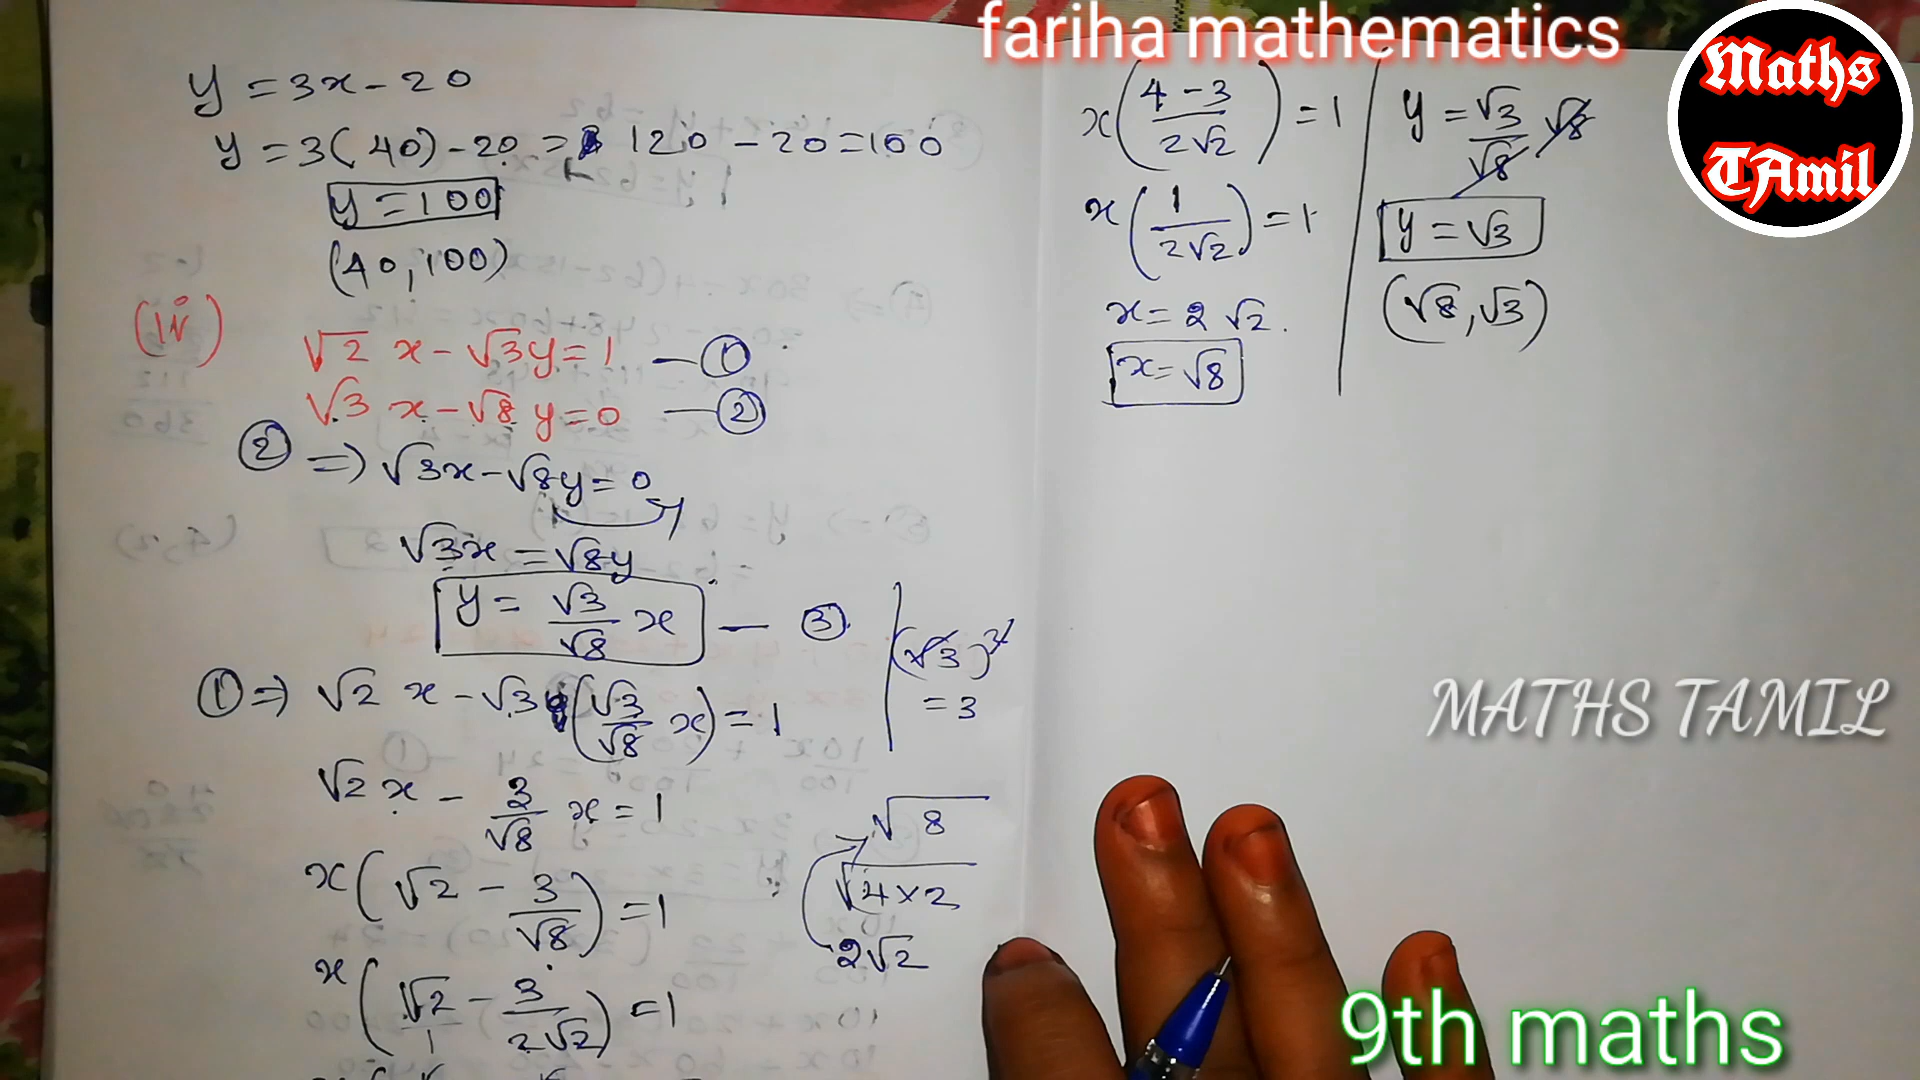 fariha mathematics
Maths
TAmil
y = 3x - 20
y = 3(40) - 20 = 120 - 20 = 100
y = 100
(40, 100)
(iv)
√2 x - √3y = 1 — ①
√3 x - √8 y = 0 — ②
② ⇒ √3x - √8y = 0
√3x = √8y
y = √3/√8 x — ③
① ⇒ √2 x - √3 (√3/√8 x) = 1
(√3)²
= 3
√2 x - 3/√8 x = 1
x(√2 - 3/√8) = 1
x(√2/1 - 3/2√2) = 1
√8
√4×2
2√2
x(4 - 3/2√2) = 1
x(1/2√2) = 1
x = 2√2.
x = √8
y = √3/√8 √8
y = √3
(√8, √3)
MATHS TAMIL
9th maths